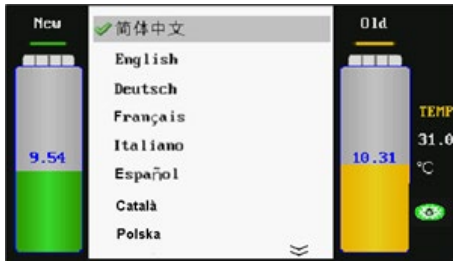 New
9.54
简体中文
English
Deutsch
Français
Italiano
Español
Català
Polska
Old
10.31
TEMP
31.0
°C